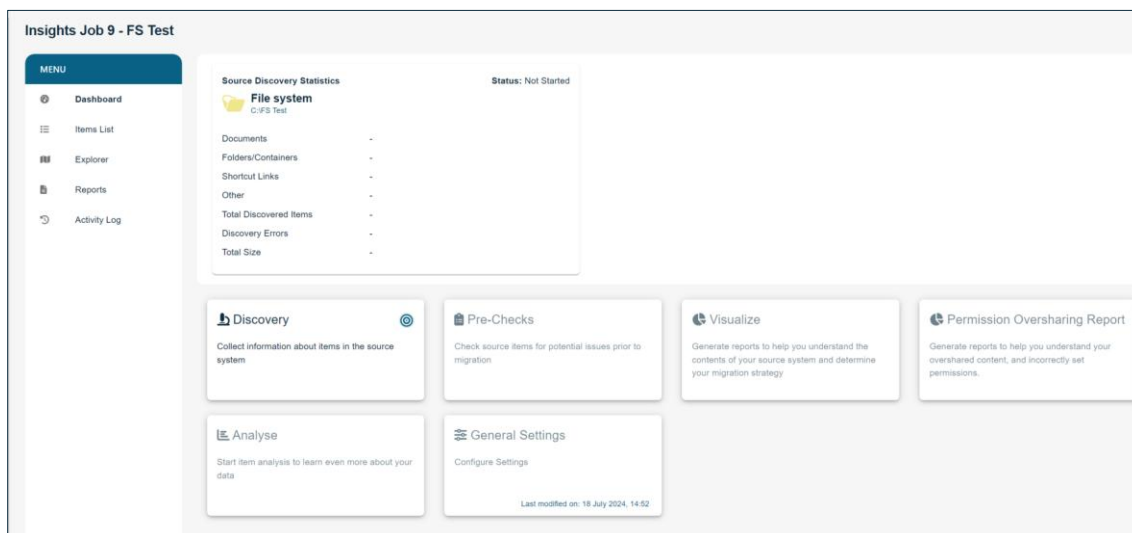 Insights Job 9 - FS Test
MENU
Dashboard
Items List
Explorer
Reports
Activity Log
Source Discovery Statistics
Status: Not Started
File system
C:\FS Test
Documents -
Folders/Containers -
Shortcut Links -
Other -
Total Discovered Items -
Discovery Errors -
Total Size -
Discovery
Collect information about items in the source
system
Pre-Checks
Check source items for potential issues prior to
migration
Visualize
Generate reports to help you understand the
contents of your source system and determine
your migration strategy
Permission Oversharing Report
Generate reports to help you understand your
overshared content, and incorrectly set
permissions.
Analyse
Start item analysis to learn even more about your
data
General Settings
Configure Settings
Last modified on: 18 July 2024, 14:52